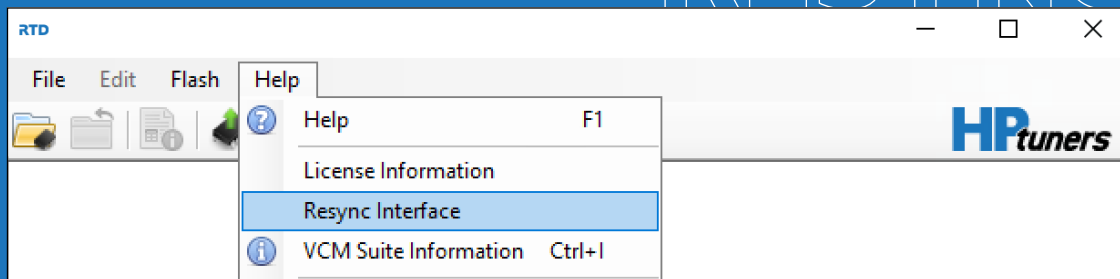 RTD
File Edit Flash Help
HPtuners
Help F1
License Information
Resync Interface
VCM Suite Information Ctrl+I